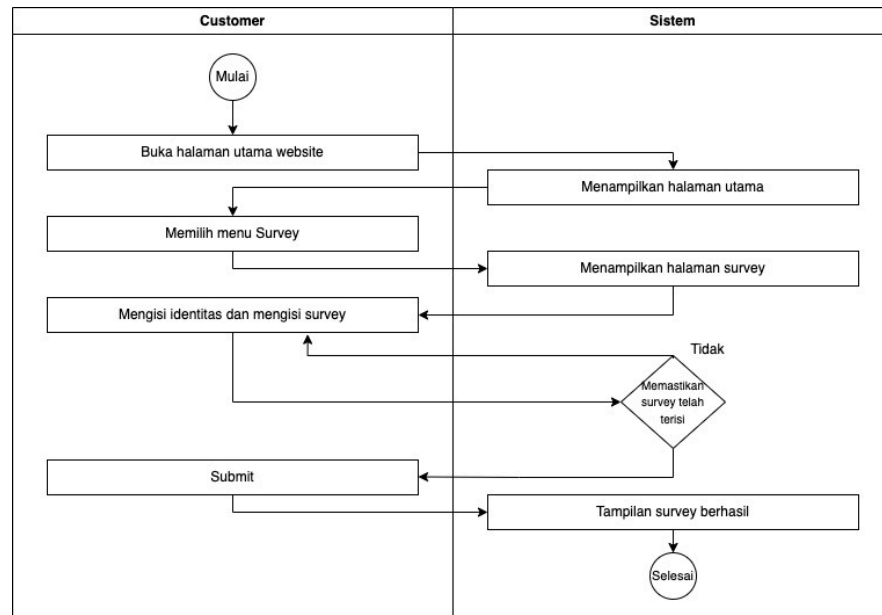 Customer
Sistem
Mulai
Buka halaman utama website
Menampilkan halaman utama
Memilih menu Survey
Menampilkan halaman survey
Mengisi identitas dan mengisi survey
Tidak
Memastikan
survey telah
terisi
Submit
Tampilan survey berhasil
Selesai